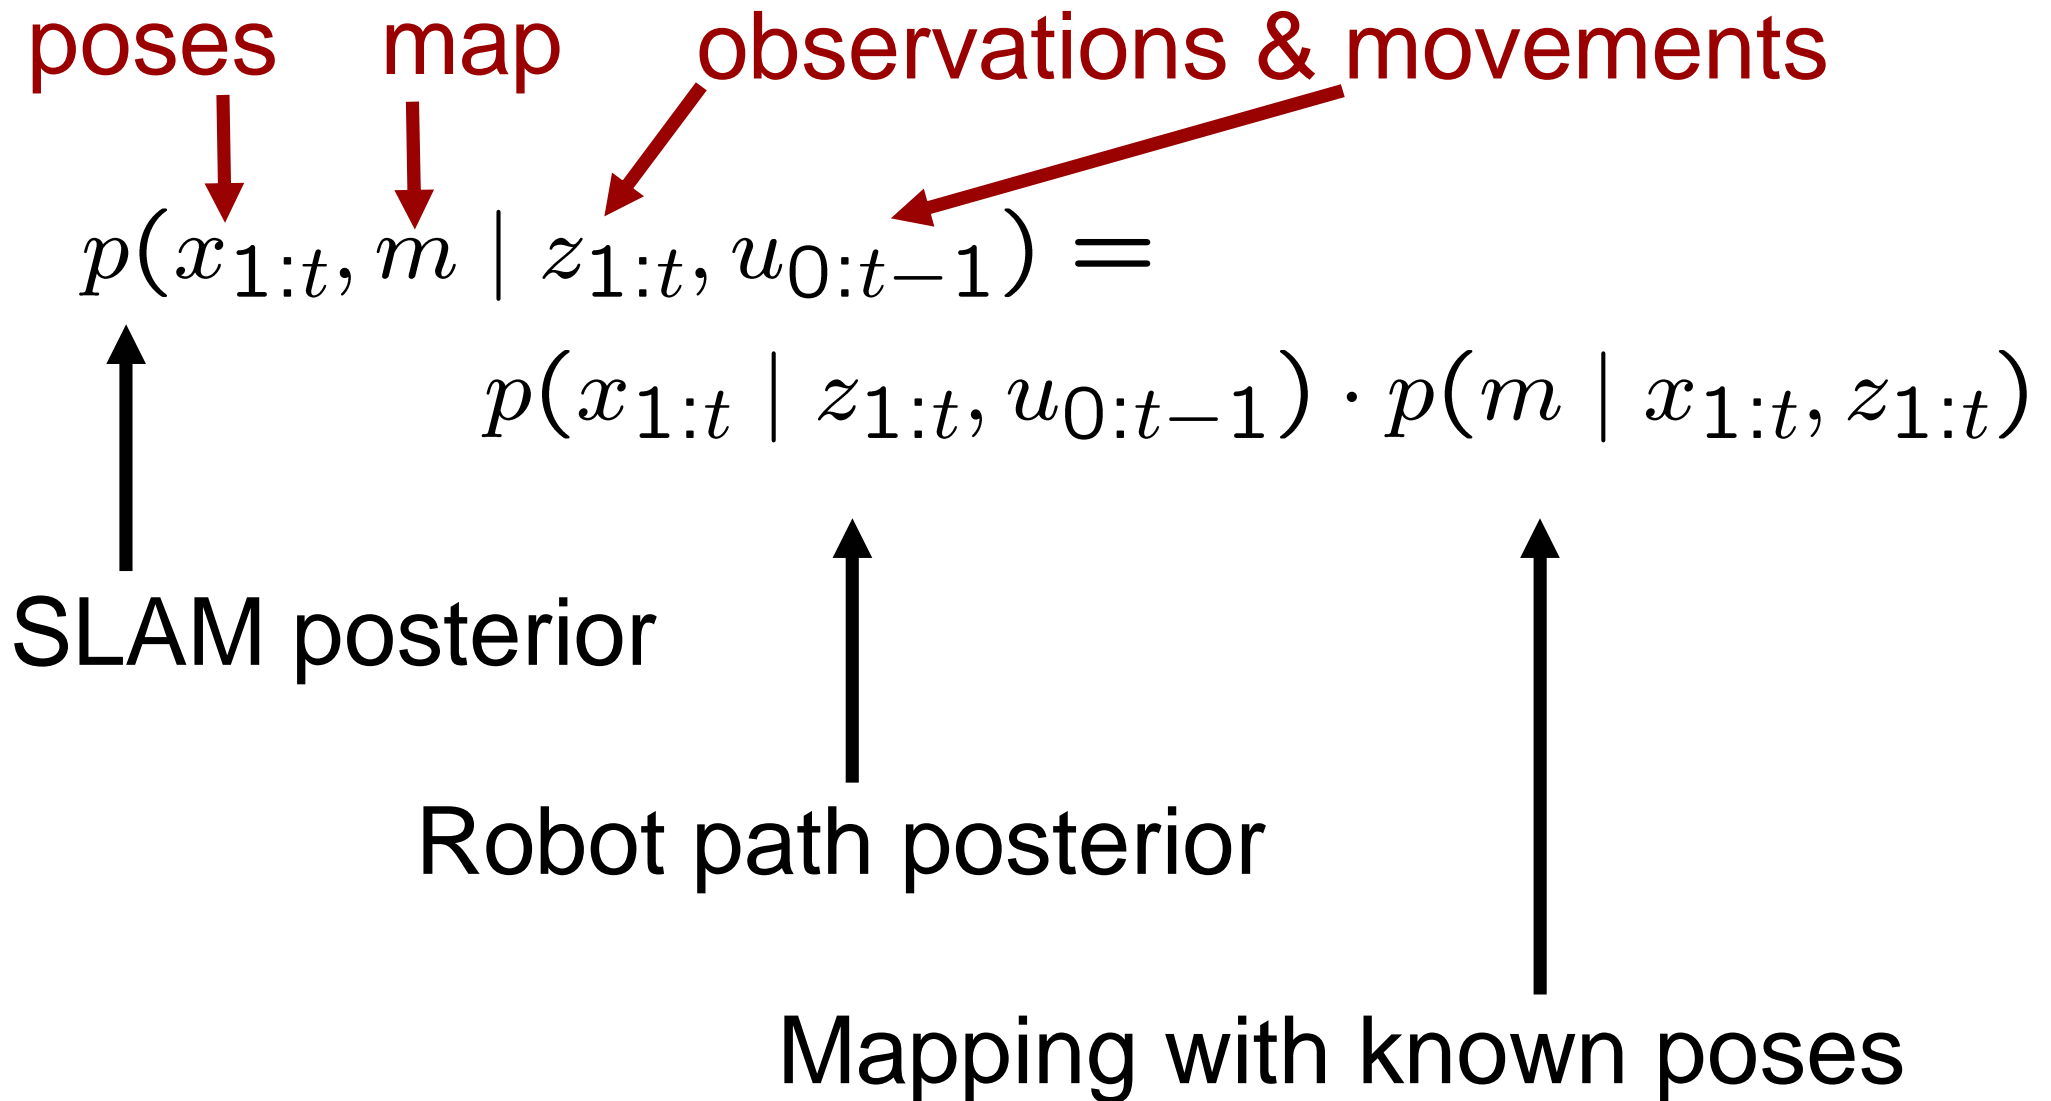 poses map observations & movements
p(x_{1:t}, m | z_{1:t}, u_{0:t−1}) =
p(x_{1:t} | z_{1:t}, u_{0:t−1}) · p(m | x_{1:t}, z_{1:t})
SLAM posterior
Robot path posterior
Mapping with known poses